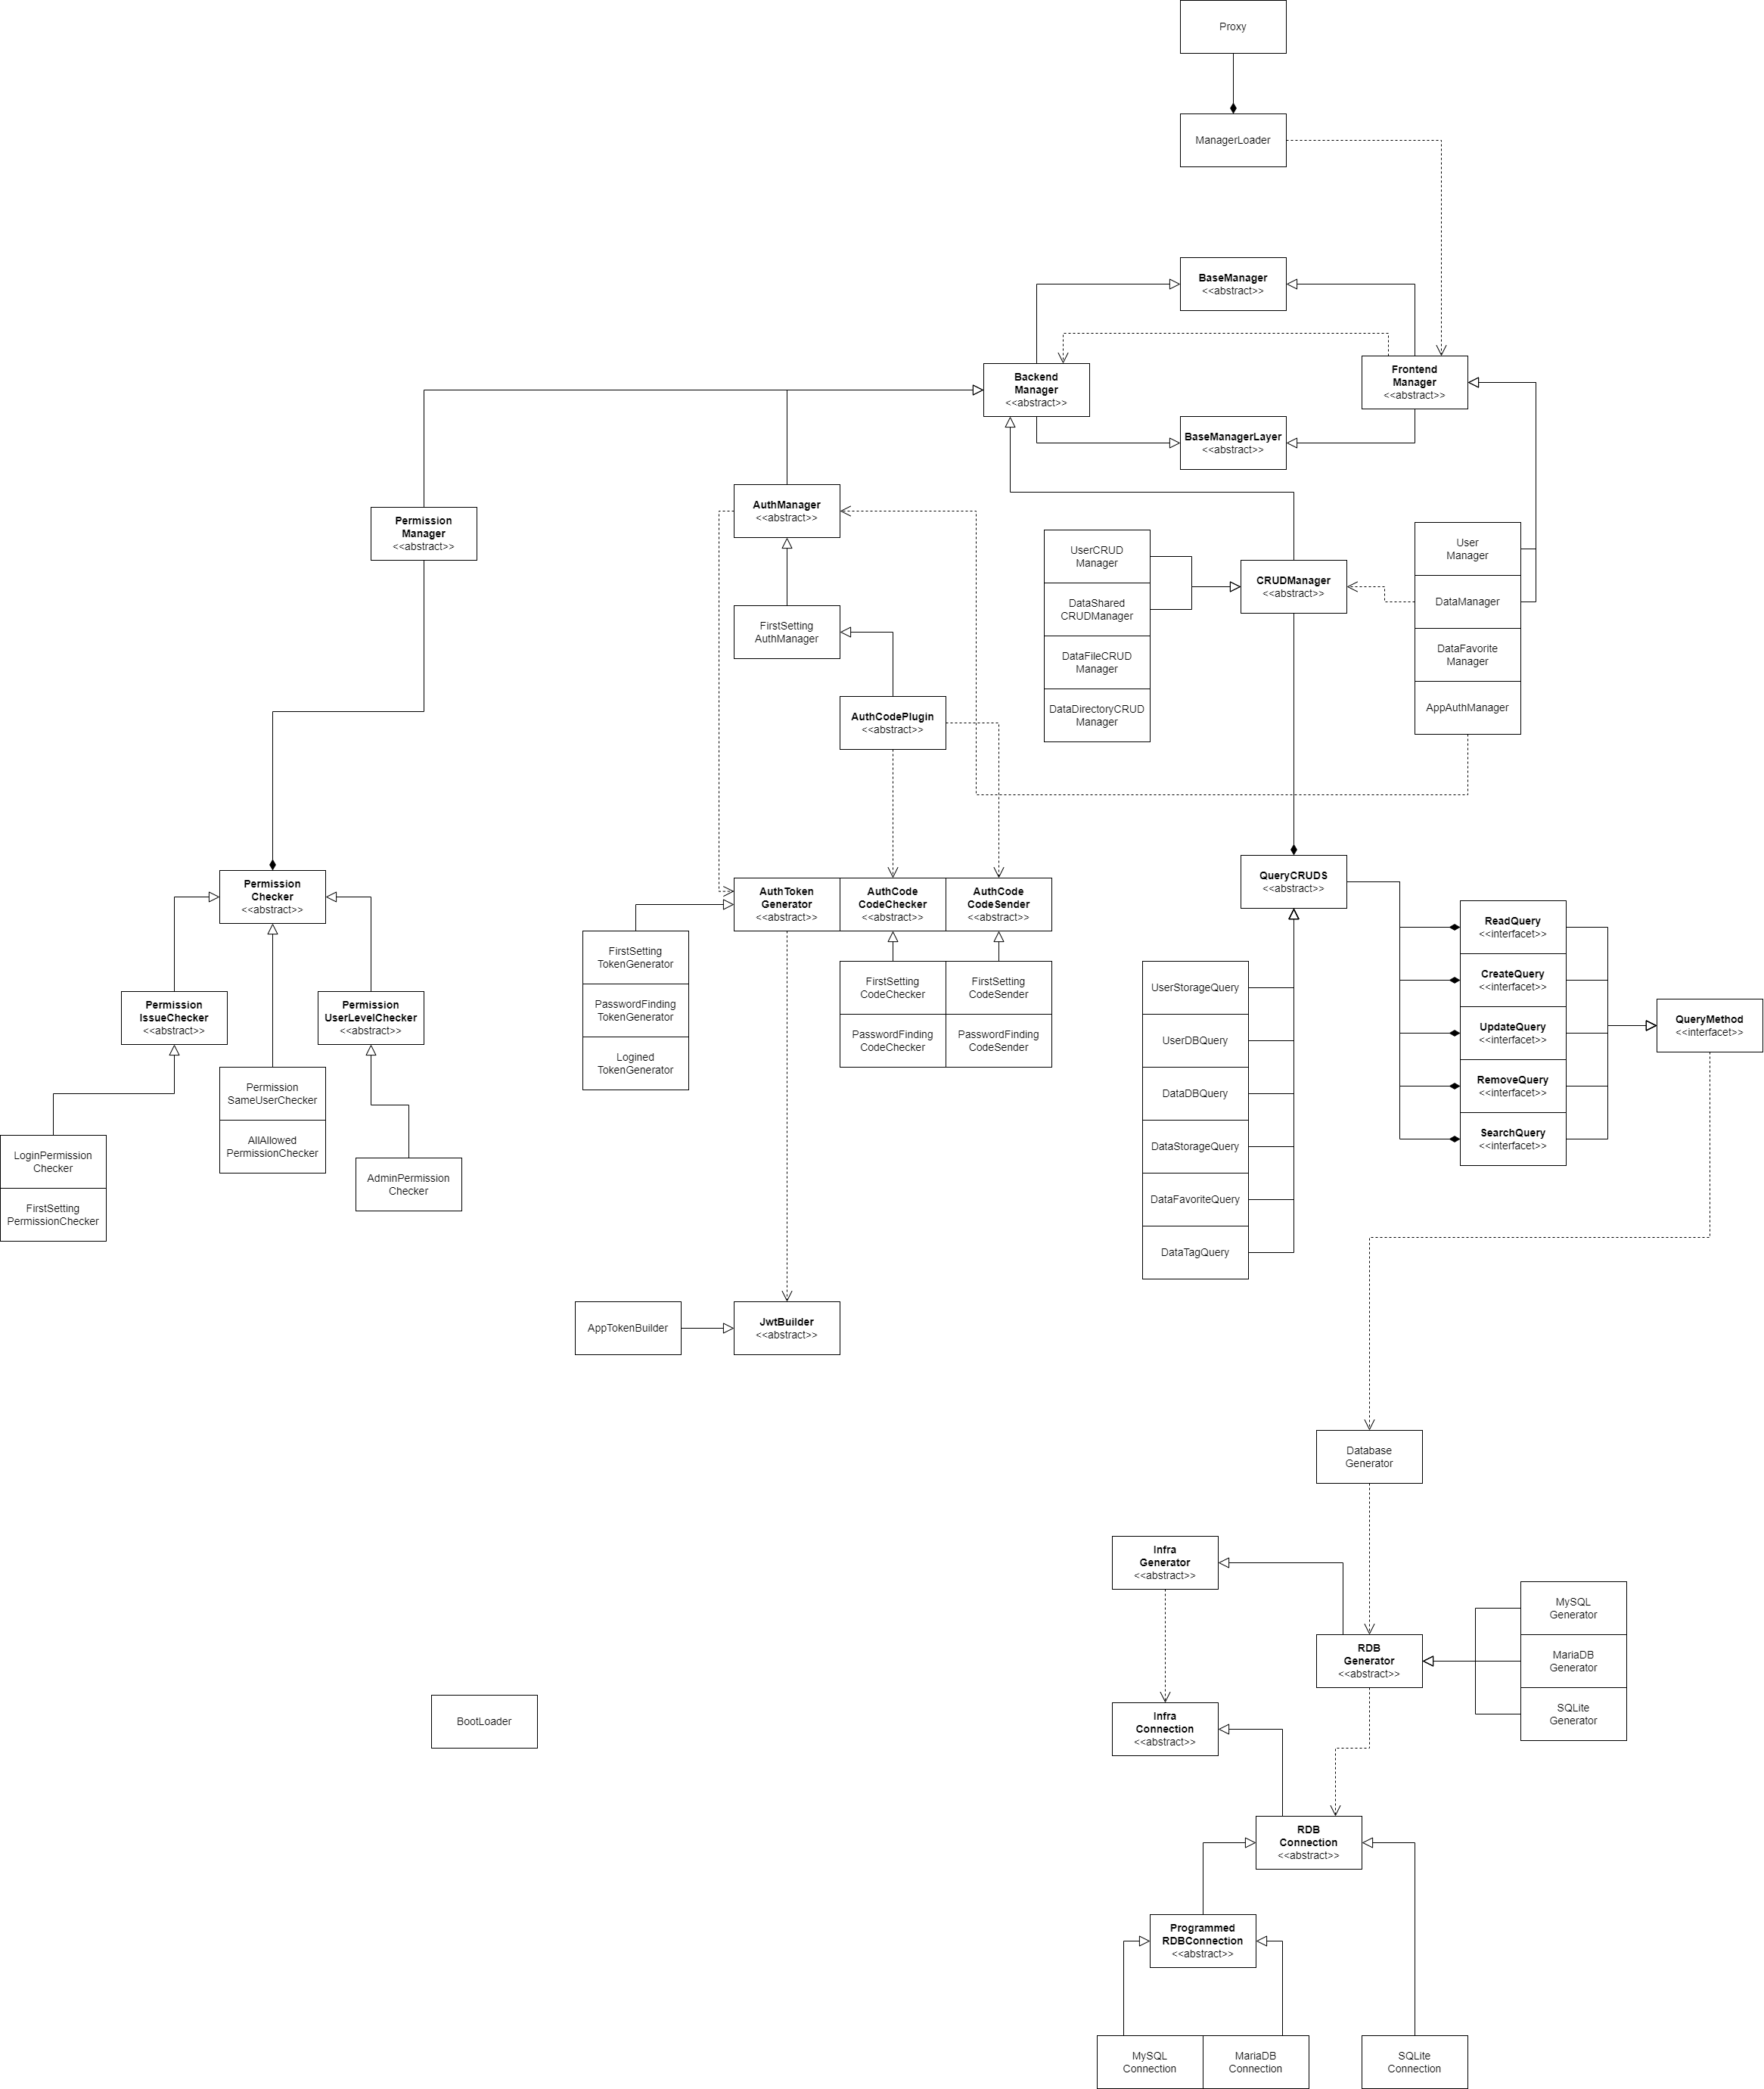 Proxy
ManagerLoader
BaseManager
<<abstract>>
Backend
Manager
<<abstract>>
Frontend
Manager
<<abstract>>
BaseManagerLayer
<<abstract>>
Permission
Manager
<<abstract>>
AuthManager
<<abstract>>
FirstSetting
AuthManager
AuthCodePlugin
<<abstract>>
UserCRUD
Manager
DataShared
CRUDManager
DataFileCRUD
Manager
DataDirectoryCRUD
Manager
CRUDManager
<<abstract>>
User
Manager
DataManager
DataFavorite
Manager
AppAuthManager
Permission
Checker
<<abstract>>
Permission
IssueChecker
<<abstract>>
Permission
UserLevelChecker
<<abstract>>
Permission
SameUserChecker
AllAllowed
PermissionChecker
LoginPermission
Checker
FirstSetting
PermissionChecker
AdminPermission
Checker
AuthToken
Generator
<<abstract>>
AuthCode
CodeChecker
<<abstract>>
AuthCode
CodeSender
<<abstract>>
FirstSetting
TokenGenerator
PasswordFinding
TokenGenerator
Logined
TokenGenerator
FirstSetting
CodeChecker
FirstSetting
CodeSender
PasswordFinding
CodeChecker
PasswordFinding
CodeSender
QueryCRUDS
<<abstract>>
UserStorageQuery
UserDBQuery
DataDBQuery
DataStorageQuery
DataFavoriteQuery
DataTagQuery
ReadQuery
<<interfacet>>
CreateQuery
<<interfacet>>
UpdateQuery
<<interfacet>>
RemoveQuery
<<interfacet>>
SearchQuery
<<interfacet>>
QueryMethod
<<interfacet>>
AppTokenBuilder
JwtBuilder
<<abstract>>
Database
Generator
Infra
Generator
<<abstract>>
RDB
Generator
<<abstract>>
MySQL
Generator
MariaDB
Generator
SQLite
Generator
BootLoader
Infra
Connection
<<abstract>>
RDB
Connection
<<abstract>>
Programmed
RDBConnection
<<abstract>>
MySQL
Connection
MariaDB
Connection
SQLite
Connection